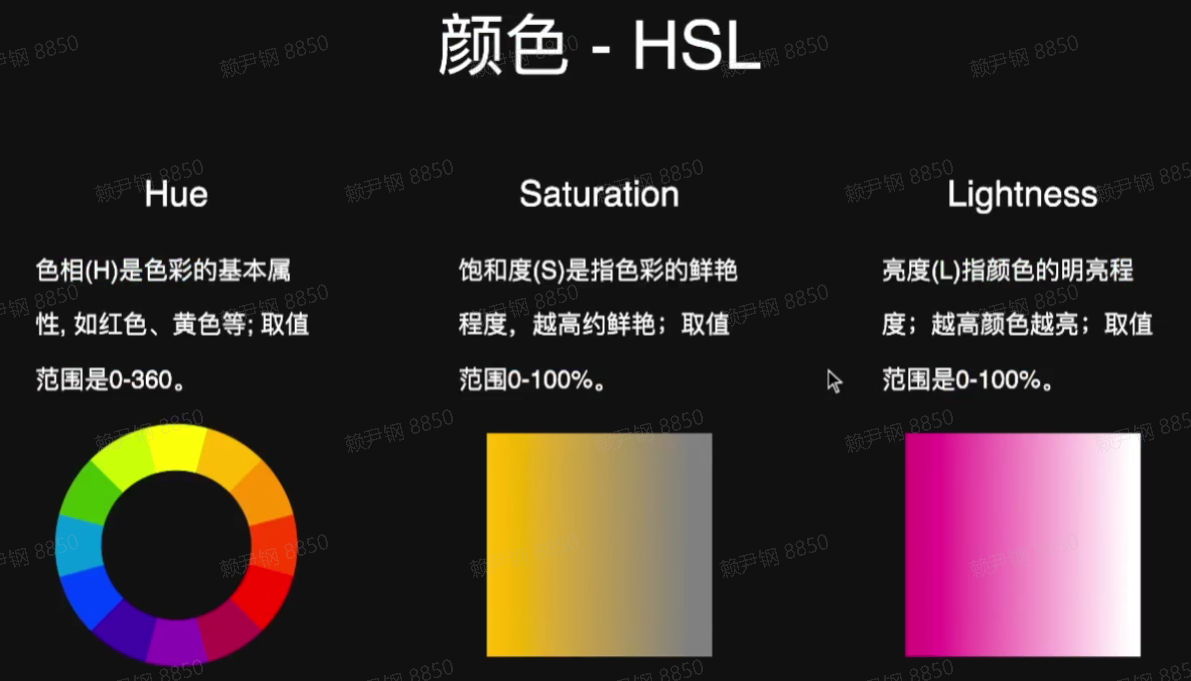 颜色 - HSL
Hue
色相(H)是色彩的基本属
性, 如红色、黄色等; 取值
范围是0-360。
Saturation
饱和度(S)是指色彩的鲜艳
程度，越高约鲜艳；取值
范围0-100%。
Lightness
亮度(L)指颜色的明亮程
度；越高颜色越亮；取值
范围是0-100%。
赖尹钢 8850